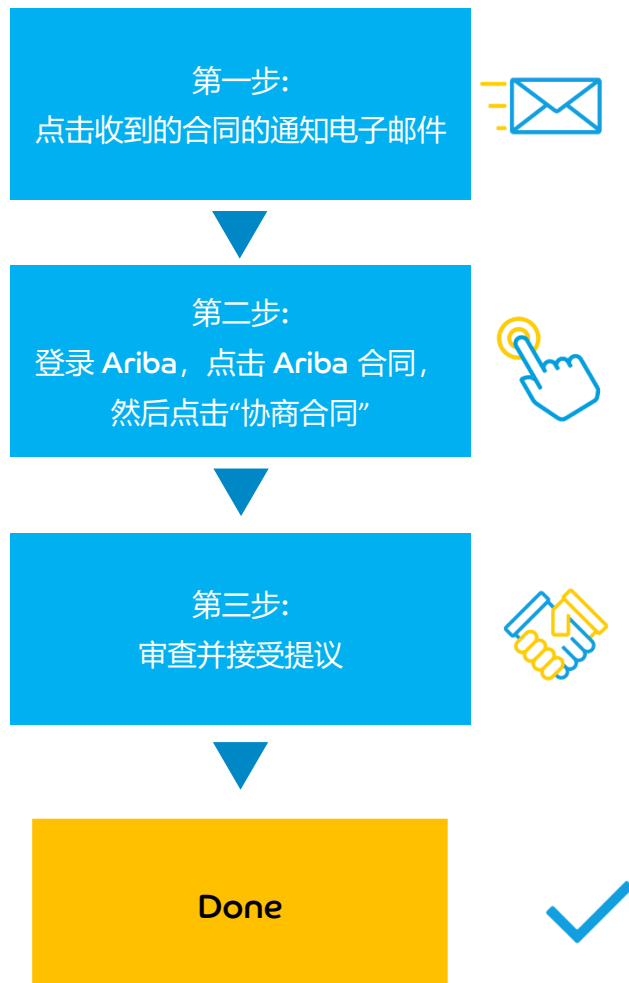 第一步:
点击收到的合同的通知电子邮件
第二步:
登录 Ariba，点击 Ariba 合同，
然后点击“协商合同”
第三步:
审查并接受提议
Done